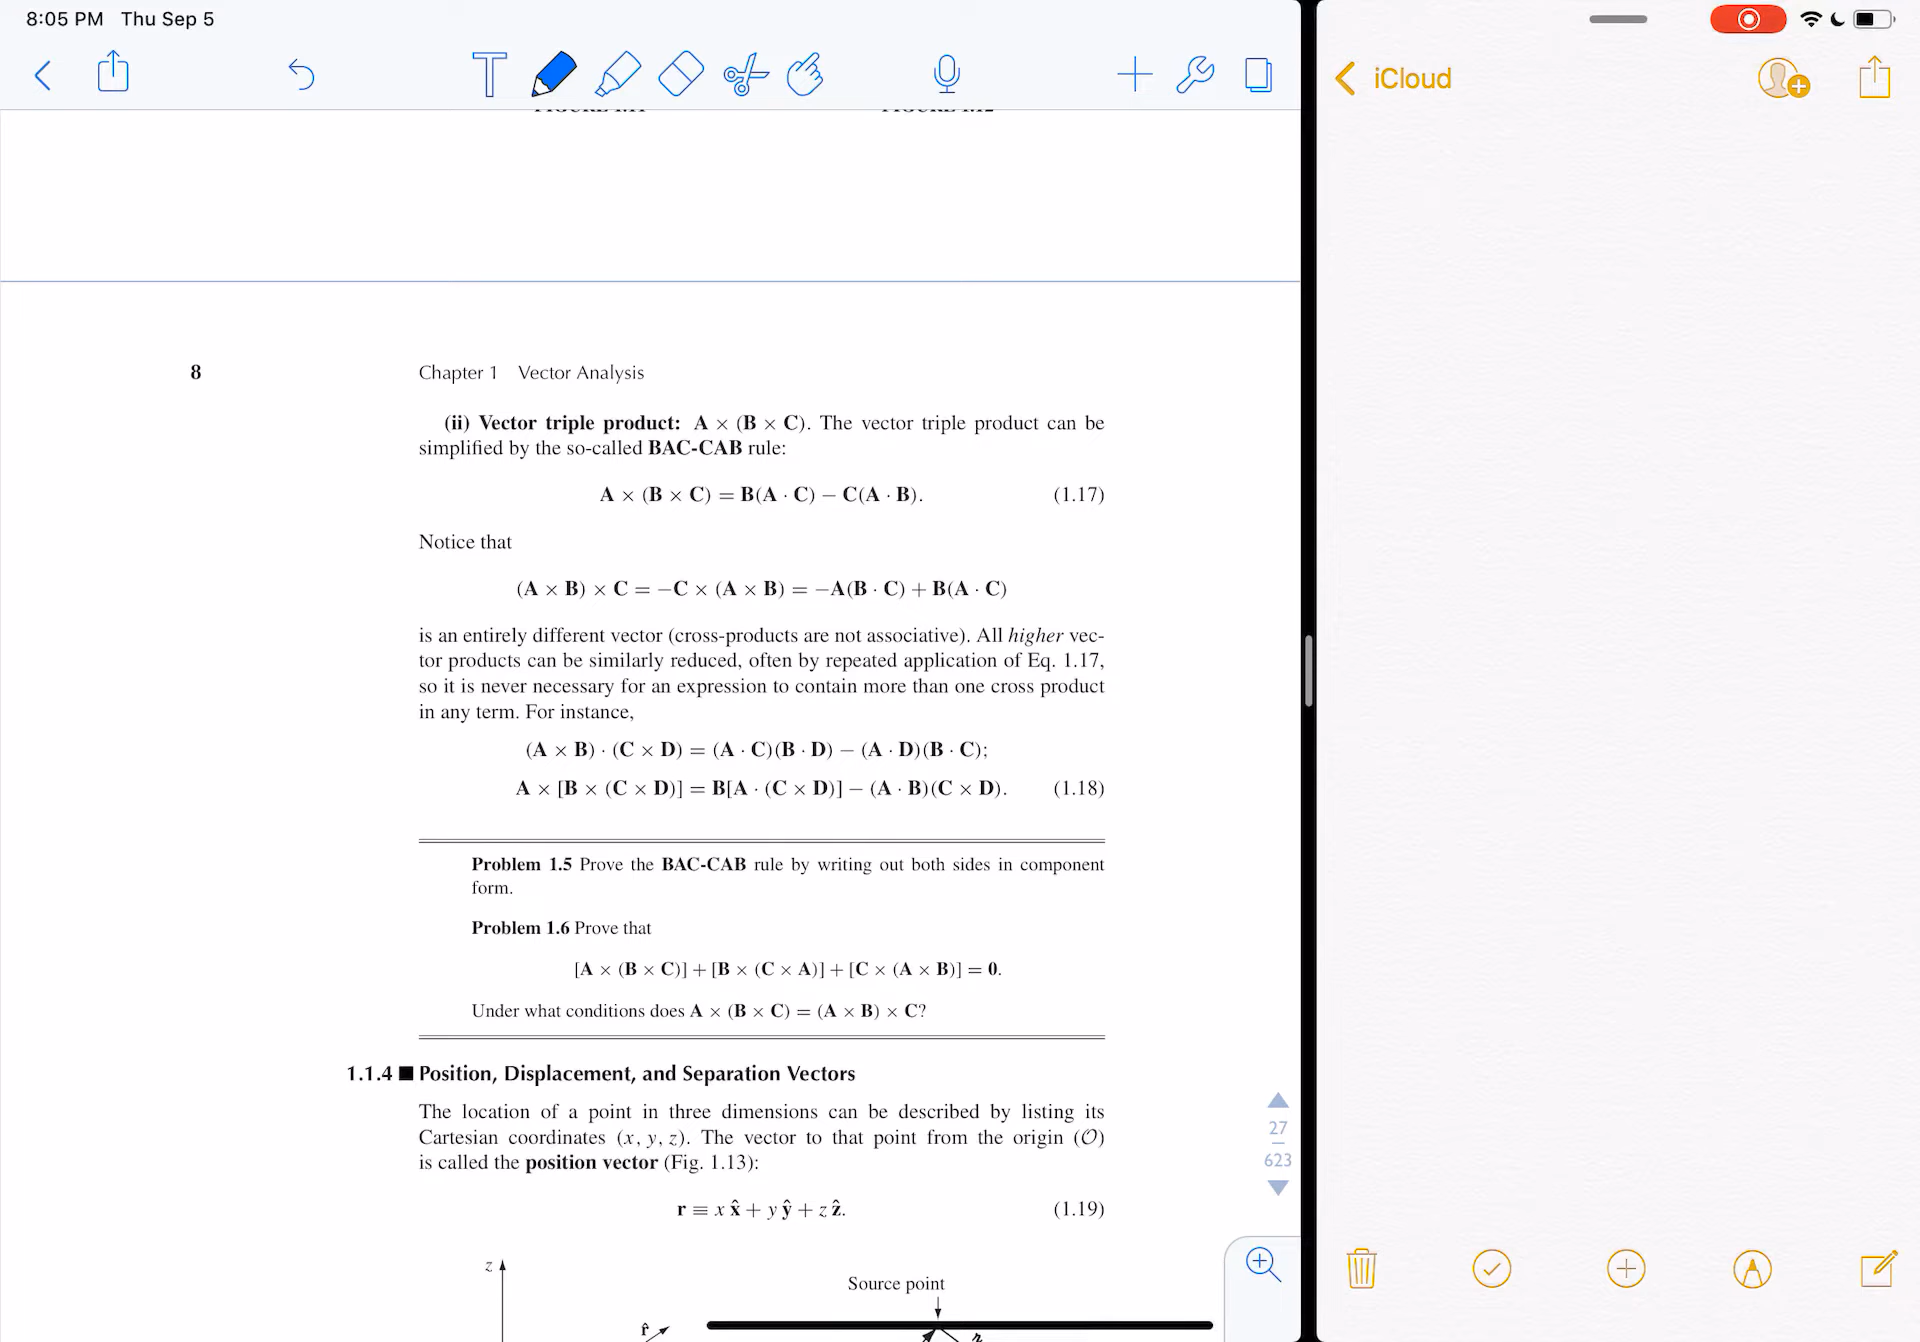 8:05 PM Thu Sep 5
iCloud
8
Chapter 1 Vector Analysis
(ii) Vector triple product: A × (B × C). The vector triple product can be
simplified by the so-called BAC-CAB rule:
A × (B × C) = B(A · C) − C(A · B). (1.17)
Notice that
(A × B) × C = −C × (A × B) = −A(B · C) + B(A · C)
is an entirely different vector (cross-products are not associative). All higher vec-
tor products can be similarly reduced, often by repeated application of Eq. 1.17,
so it is never necessary for an expression to contain more than one cross product
in any term. For instance,
(A × B) · (C × D) = (A · C)(B · D) − (A · D)(B · C);
A × [B × (C × D)] = B[A · (C × D)] − (A · B)(C × D). (1.18)
Problem 1.5 Prove the BAC-CAB rule by writing out both sides in component
form.
Problem 1.6 Prove that
[A × (B × C)] + [B × (C × A)] + [C × (A × B)] = 0.
Under what conditions does A × (B × C) = (A × B) × C?
1.1.4 ■ Position, Displacement, and Separation Vectors
The location of a point in three dimensions can be described by listing its
Cartesian coordinates (x, y, z). The vector to that point from the origin (𝒪)
is called the position vector (Fig. 1.13):
r ≡ x x̂ + y ŷ + z ẑ. (1.19)
27
623
z
Source point
r̂